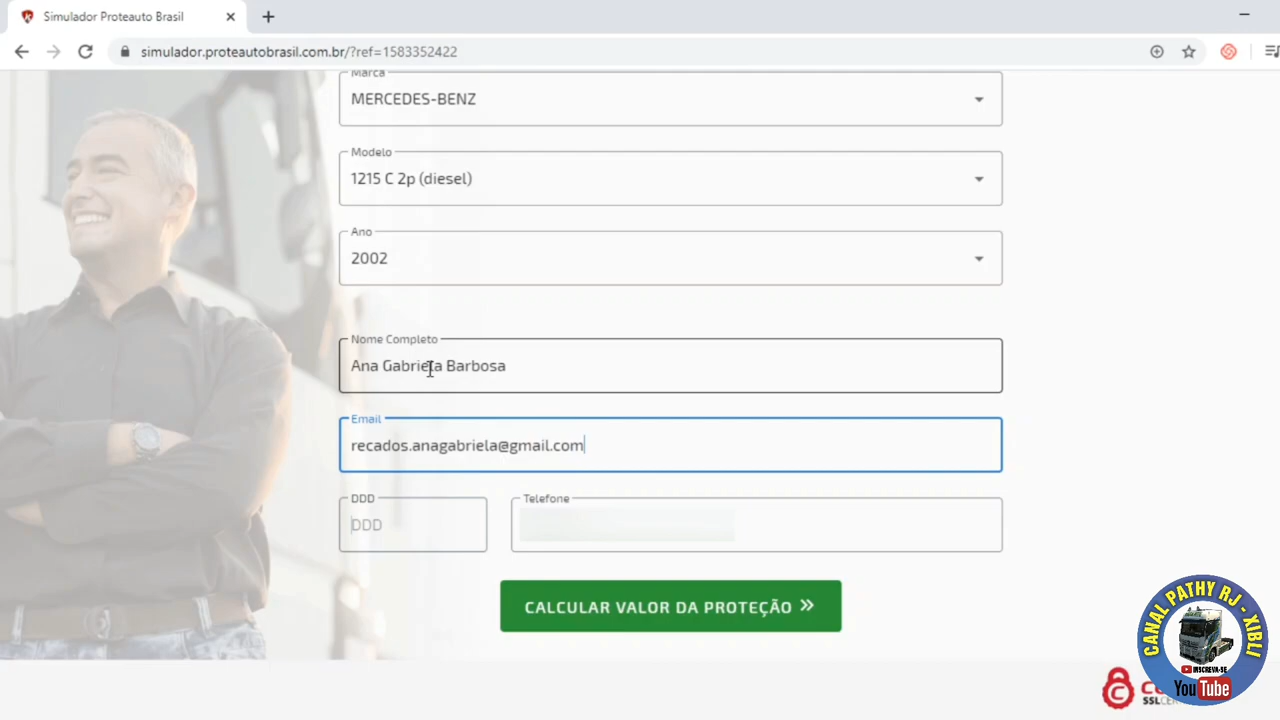 Simulador Proteauto Brasil
simulador.proteautobrasil.com.br/?ref=1583352422
Marca
MERCEDES-BENZ
Modelo
1215 C 2p (diesel)
Ano
2002
Nome Completo
Ana Gabriela Barbosa
Email
recados.anagabriela@gmail.com
DDD
DDD
Telefone
CALCULAR VALOR DA PROTEÇÃO »
CANAL PATHY RJ - XIBLI
INSCREVA-SE
YouTube
SSL